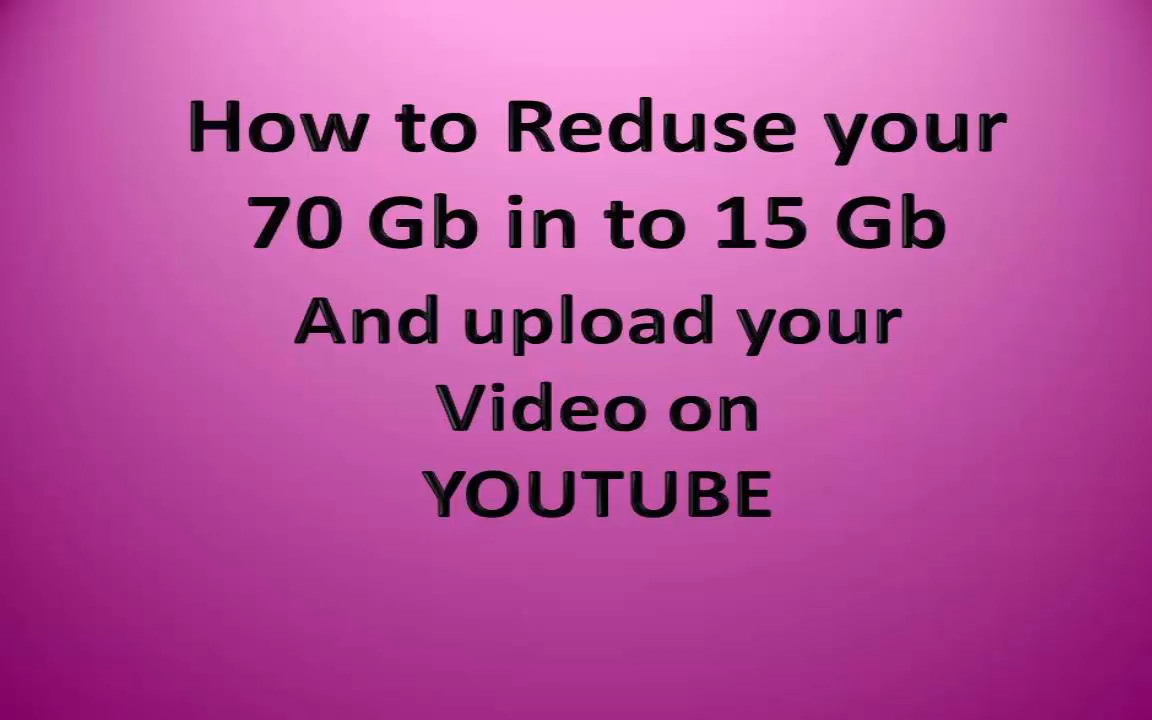 How to Reduse your
70 Gb in to 15 Gb
And upload your
Video on
YOUTUBE